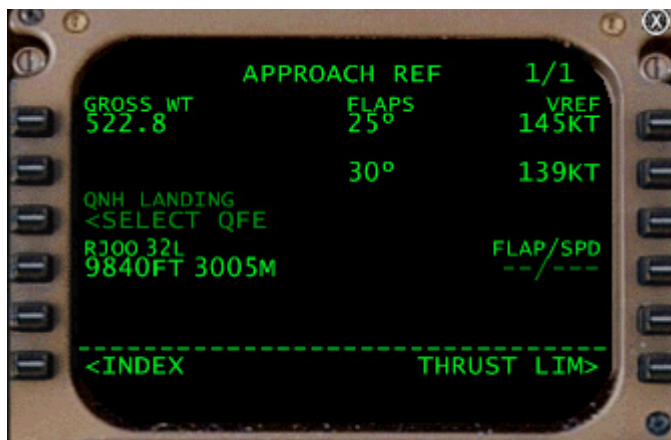 APPROACH REF 1/1
GROSS WT FLAPS VREF
522.8 25° 145KT
30° 139KT
QNH LANDING
<SELECT QFE
RJOO 32L FLAP/SPD
9840FT 3005M --/---
--------------------------------
<INDEX THRUST LIM>
X